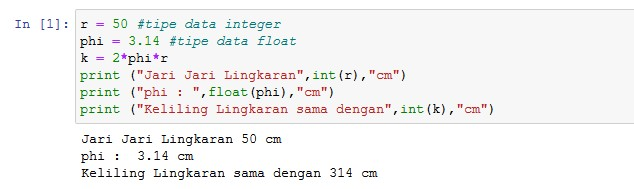 In [1]: r = 50 #tipe data integer
phi = 3.14 #tipe data float
k = 2*phi*r
print ("Jari Jari Lingkaran",int(r),"cm")
print ("phi : ",float(phi),"cm")
print ("Keliling Lingkaran sama dengan",int(k),"cm")
Jari Jari Lingkaran 50 cm
phi :  3.14 cm
Keliling Lingkaran sama dengan 314 cm